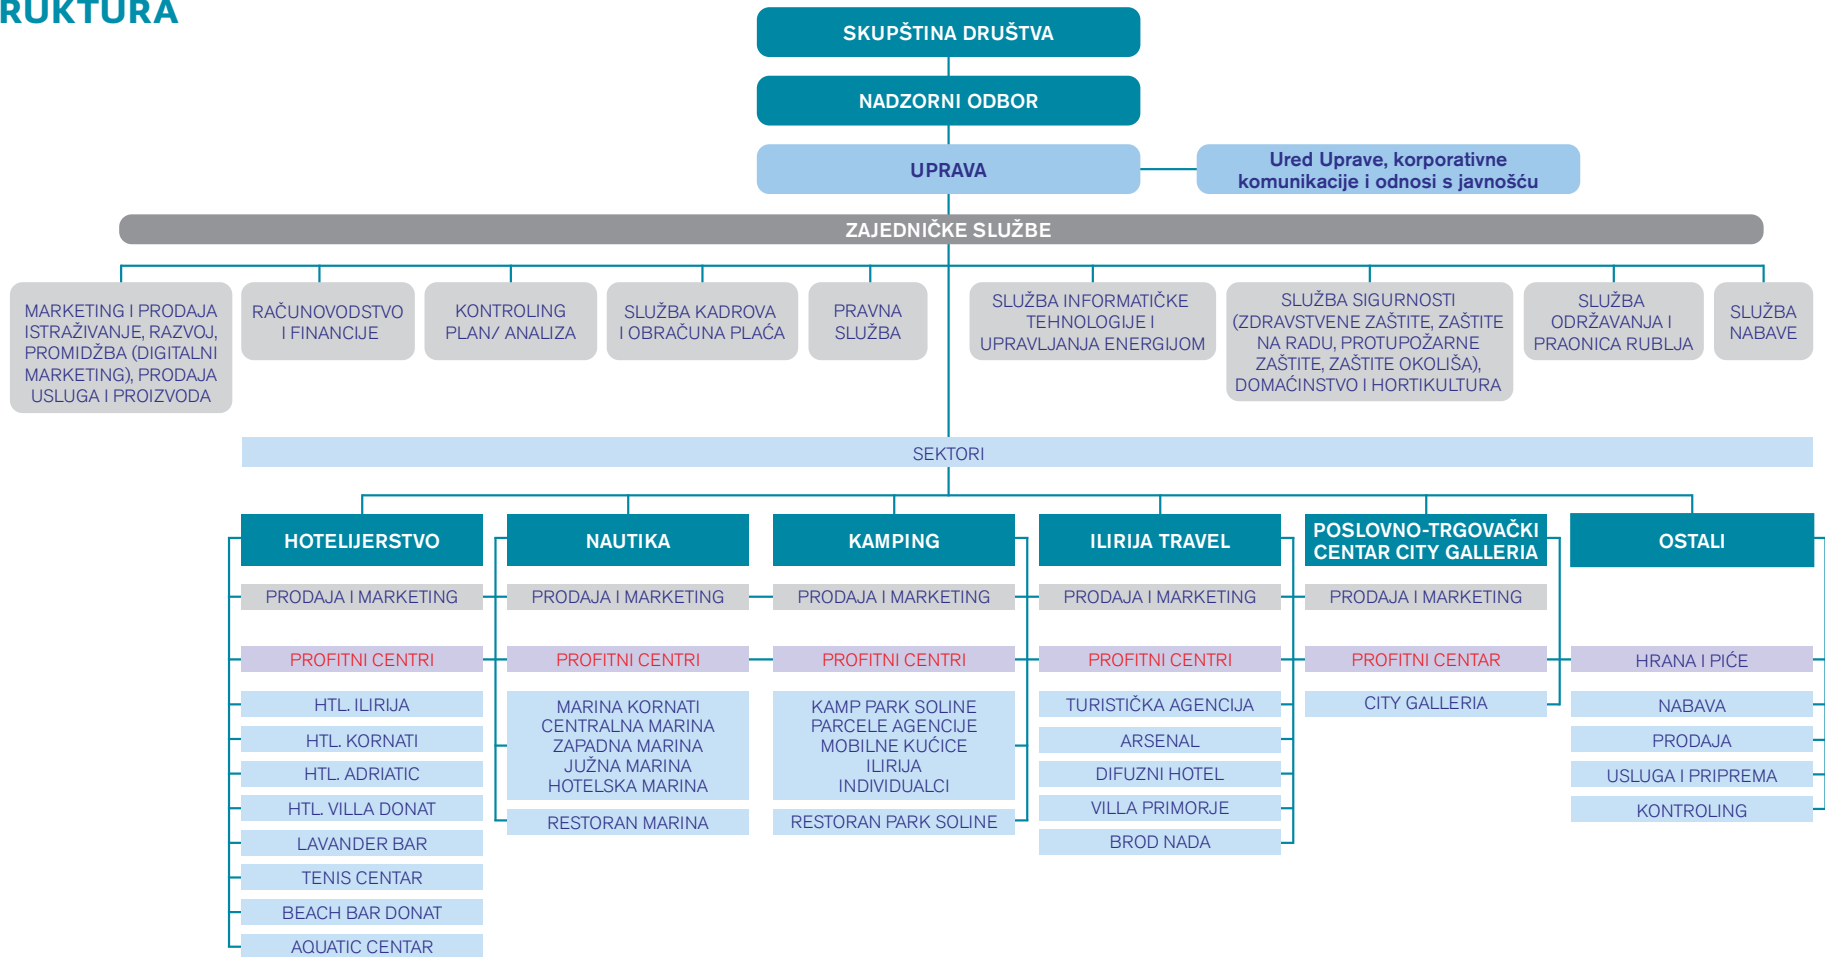 RUKTURA
SKUPŠTINA DRUŠTVA
NADZORNI ODBOR
UPRAVA
Ured Uprave, korporativne
komunikacije i odnosi s javnošću
ZAJEDNIČKE SLUŽBE
MARKETING I PRODAJA
ISTRAŽIVANJE, RAZVOJ,
PROMIDŽBA (DIGITALNI
MARKETING), PRODAJA
USLUGA I PROIZVODA
RAČUNOVODSTVO
I FINANCIJE
KONTROLING
PLAN/ ANALIZA
SLUŽBA KADROVA
I OBRAČUNA PLAĆA
PRAVNA
SLUŽBA
SLUŽBA INFORMATIČKE
TEHNOLOGIJE I
UPRAVLJANJA ENERGIJOM
SLUŽBA SIGURNOSTI
(ZDRAVSTVENE ZAŠTITE, ZAŠTITE
NA RADU, PROTUPOŽARNE
ZAŠTITE, ZAŠTITE OKOLIŠA),
DOMAĆINSTVO I HORTIKULTURA
SLUŽBA
ODRŽAVANJA I
PRAONICA RUBLJA
SLUŽBA
NABAVE
SEKTORI
HOTELIJERSTVO
PRODAJA I MARKETING
PROFITNI CENTRI
HTL. ILIRIJA
HTL. KORNATI
HTL. ADRIATIC
HTL. VILLA DONAT
LAVANDER BAR
TENIS CENTAR
BEACH BAR DONAT
AQUATIC CENTAR
NAUTIKA
PRODAJA I MARKETING
PROFITNI CENTRI
MARINA KORNATI
CENTRALNA MARINA
ZAPADNA MARINA
JUŽNA MARINA
HOTELSKA MARINA
RESTORAN MARINA
KAMPING
PRODAJA I MARKETING
PROFITNI CENTRI
KAMP PARK SOLINE
PARCELE AGENCIJE
MOBILNE KUĆICE
ILIRIJA
INDIVIDUALCI
RESTORAN PARK SOLINE
ILIRIJA TRAVEL
PRODAJA I MARKETING
PROFITNI CENTRI
TURISTIČKA AGENCIJA
ARSENAL
DIFUZNI HOTEL
VILLA PRIMORJE
BROD NADA
POSLOVNO-TRGOVAČKI
CENTAR CITY GALLERIA
PRODAJA I MARKETING
PROFITNI CENTAR
CITY GALLERIA
OSTALI
HRANA I PIĆE
NABAVA
PRODAJA
USLUGA I PRIPREMA
KONTROLING